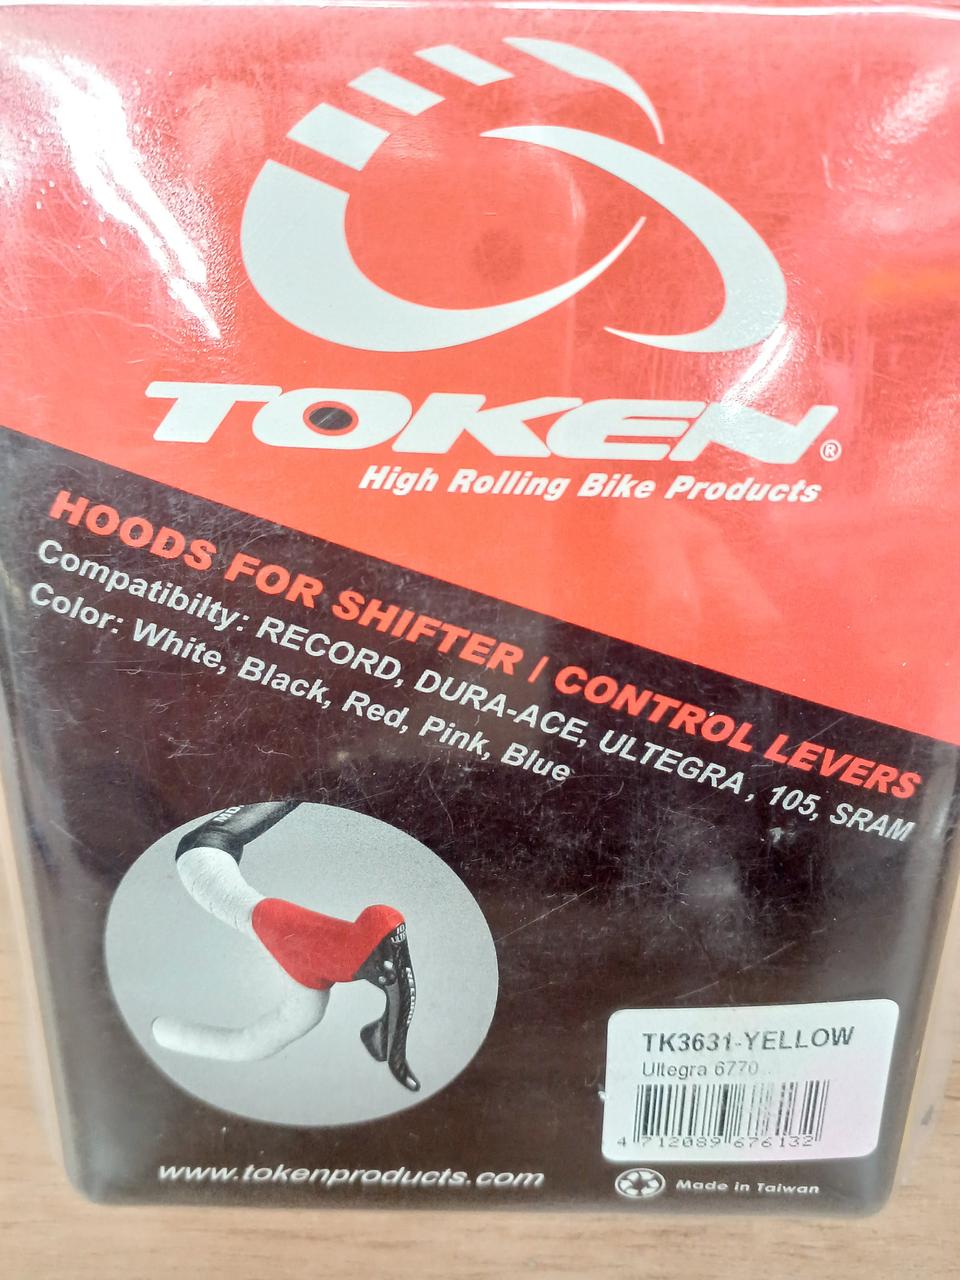 TOKEN®
High Rolling Bike Products
HOODS FOR SHIFTER / CONTROL LEVERS
Compatibilty: RECORD, DURA-ACE, ULTEGRA , 105, SRAM
Color: White, Black, Red, Pink, Blue
RECORD
TK3631-YELLOW
Ultegra 6770
4 712089 676132
www.tokenproducts.com
Made in Taiwan